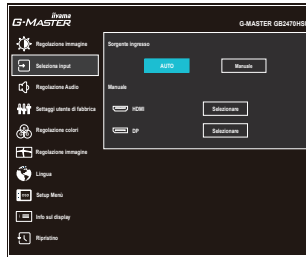 iiyama
G-MASTER
G-MASTER GB2470HSU
Regolazione immagine
Seleziona input
Regolazione Audio
Settaggi utente di fabbrica
Regolazione colori
Regolazione immagine
Lingua
Setup Menù
Info sul display
Ripristino
Sorgente ingresso
AUTO
Manuale
Manuale
HDMI
Selezionare
DP
Selezionare